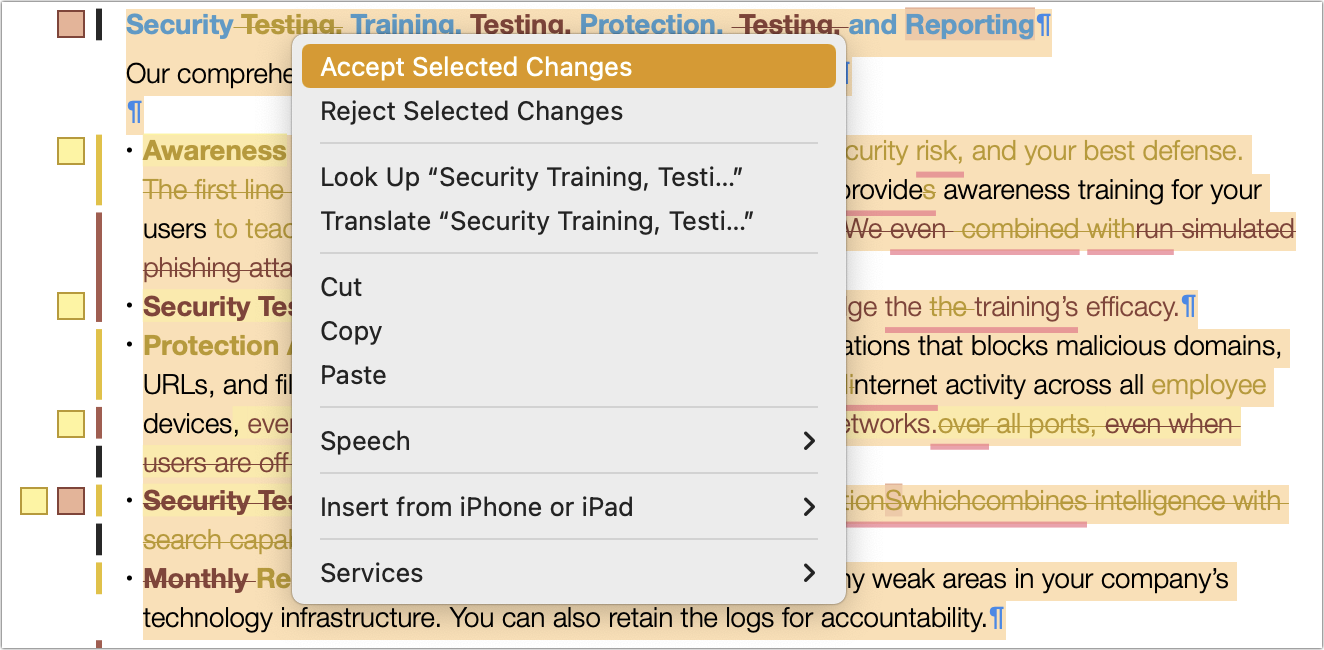 Security Testing, Training, Testing, Protection, Testing, and Reporting¶
Our comprehe ¶
¶
• Awareness curity risk, and your best defense.
The first line provides awareness training for your
users to teac We even combined withrun simulated
phishing atta
• Security Tes ge the the training’s efficacy.¶
• Protection ations that blocks malicious domains,
URLs, and fil iinternet activity across all employee
devices, ever etworks.over all ports, even when
users are off
• Security Tes tionSwhichcombines intelligence with
search capal
• Monthly Re ny weak areas in your company’s
technology infrastructure. You can also retain the logs for accountability.¶
Accept Selected Changes
Reject Selected Changes
Look Up “Security Training, Testi...”
Translate “Security Training, Testi...”
Cut
Copy
Paste
Speech
Insert from iPhone or iPad
Services